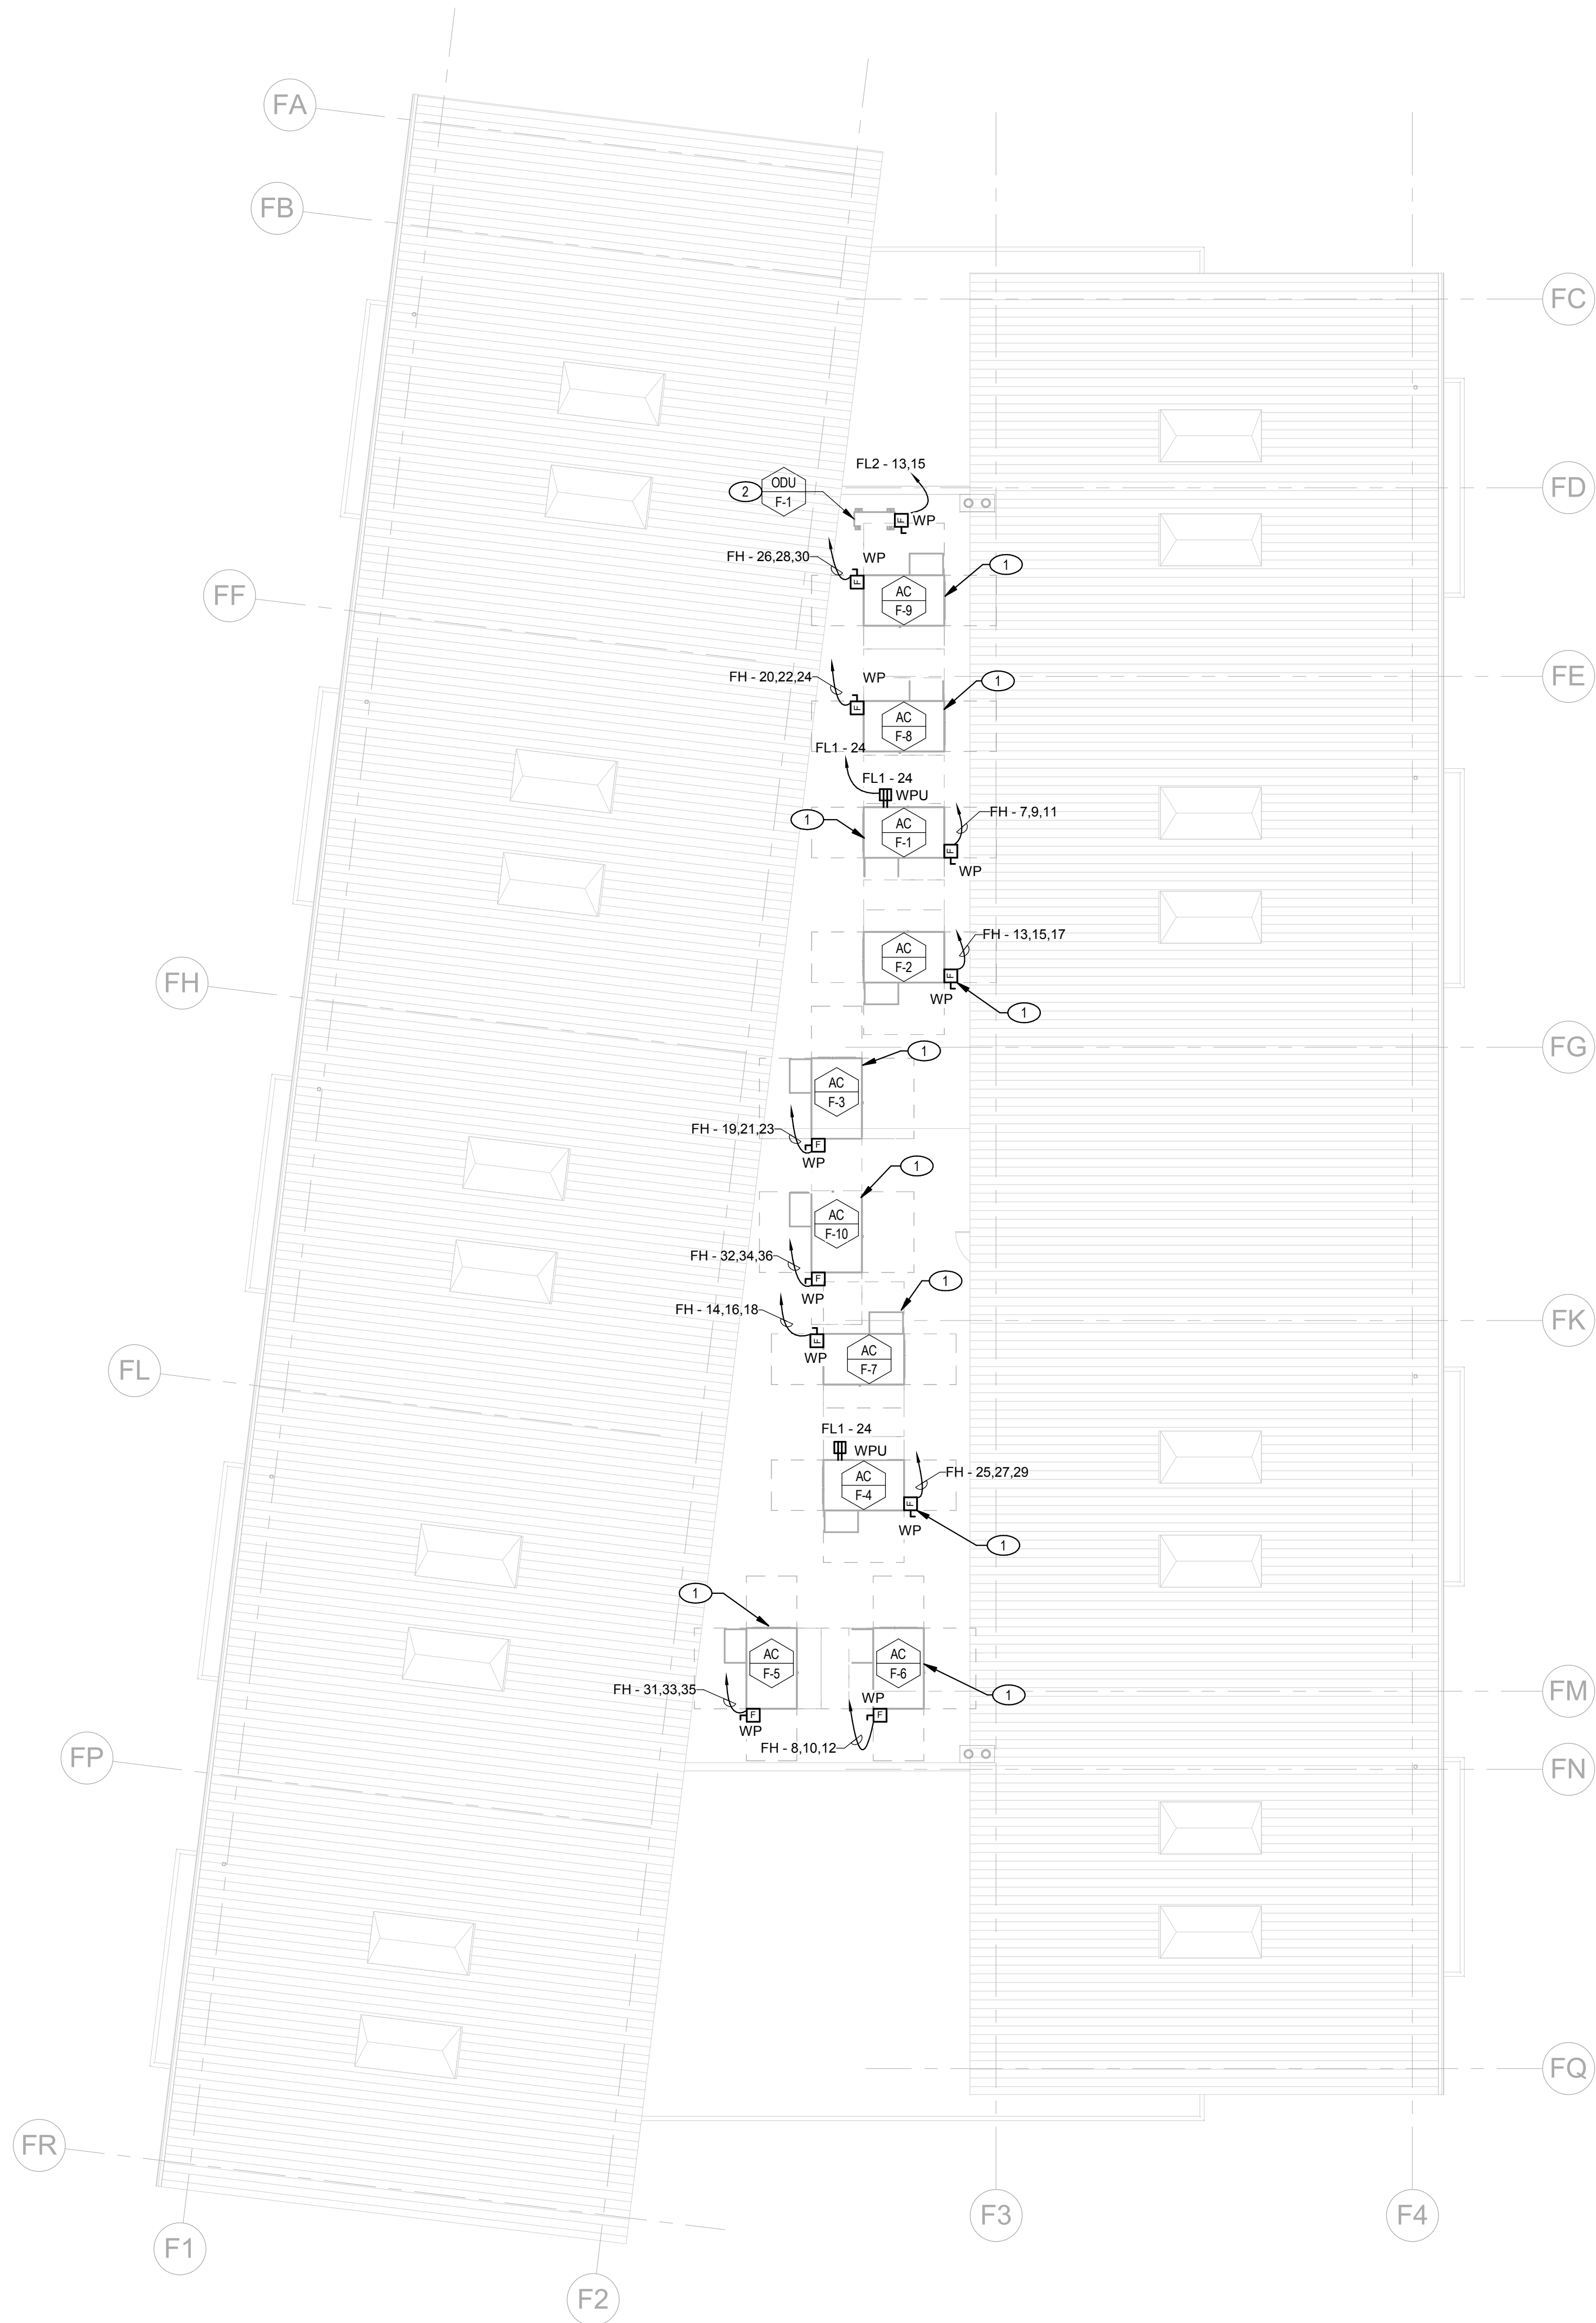 FA
FB
FC
FL2 - 13,15
ODU
F-1
2
FD
F
WP
WP
FH - 26,28,30
1
F
AC
F-9
FF
WP
FH - 20,22,24
1
FE
F
AC
F-8
FL1 - 24
FL1 - 24
WPU
FH - 7,9,11
1
AC
F-1
F
WP
FH - 13,15,17
AC
F-2
F
FH
WP
1
FG
1
AC
F-3
FH - 19,21,23
F
WP
1
AC
F-10
FH - 32,34,36
F
1
WP
FH - 14,16,18
FK
F
WP
AC
F-7
FL
FL1 - 24
WPU
FH - 25,27,29
AC
F-4
F
WP
1
1
AC
F-5
AC
F-6
FH - 31,33,35
WP
1
FM
F
F
WP
FH - 8,10,12
FP
FN
FQ
FR
F3
F4
F1
F2